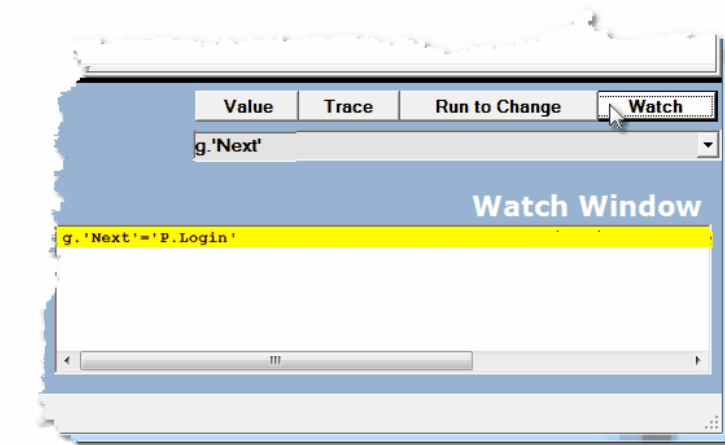 Value Trace Run to Change Watch
g.'Next'
Watch Window
g.'Next'='P.Login'